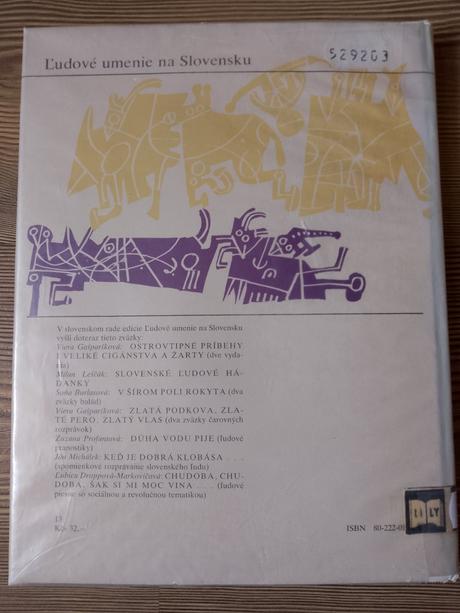 529203
Ľudové umenie na Slovensku
V slovenskom rade edície Ľudové umenie na Slovensku
vyšli doteraz tieto zväzky:
Viera Gašparíková: OSTROVTIPNÉ PRÍBEHY
I VELIKÉ CIGÁNSTVA A ŽARTY (dve vyda-
nia)
Milan Leščák: SLOVENSKÉ ĽUDOVÉ HÁ-
DANKY
Soňa Burlasová: V ŠÍROM POLI ROKYTA (dva
zväzky balád)
Viera Gašparíková: ZLATÁ PODKOVA, ZLA-
TÉ PERO, ZLATÝ VLAS (dva zväzky čarovných
rozprávok)
Zuzana Profantová: DÚHA VODU PIJE (ľudové
pranostiky)
Ján Michálek: KEĎ JE DOBRÁ KLOBÁSA . . .
(spomienkové rozprávanie slovenského ľudu)
Ľubica Droppová-Markovičová: CHUDOBA, CHU-
DOBA, ŠAK SI MI MOC VINA . . . . (ľudové
piesne so sociálnou a revolučnou tematikou)
13
Kčs 32,–
ISBN 80-222-01
LI LY